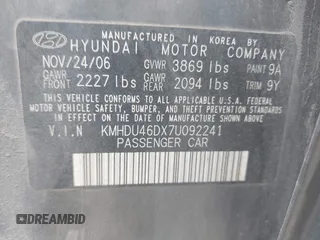 MANUFACTURED IN KOREA BY
HYUNDAI MOTOR COMPANY
NOV/24/06 GVWR 3869 lbs PAINT 9A
GAWR FRONT 2227 lbs GAWR REAR 2094 lbs TRIM 9Y
THIS VEHICLE CONFORMS TO ALL APPLICABLE U.S.A. FEDERAL
MOTOR VEHICLE SAFETY, BUMPER, AND THEFT PREVENTION
STANDARDS IN EFFECT ON THE DATE OF MANUFACTURE SHOWN ABOVE.
V.I.N KMHDU46DX7U092241
PASSENGER CAR
DREAMBID